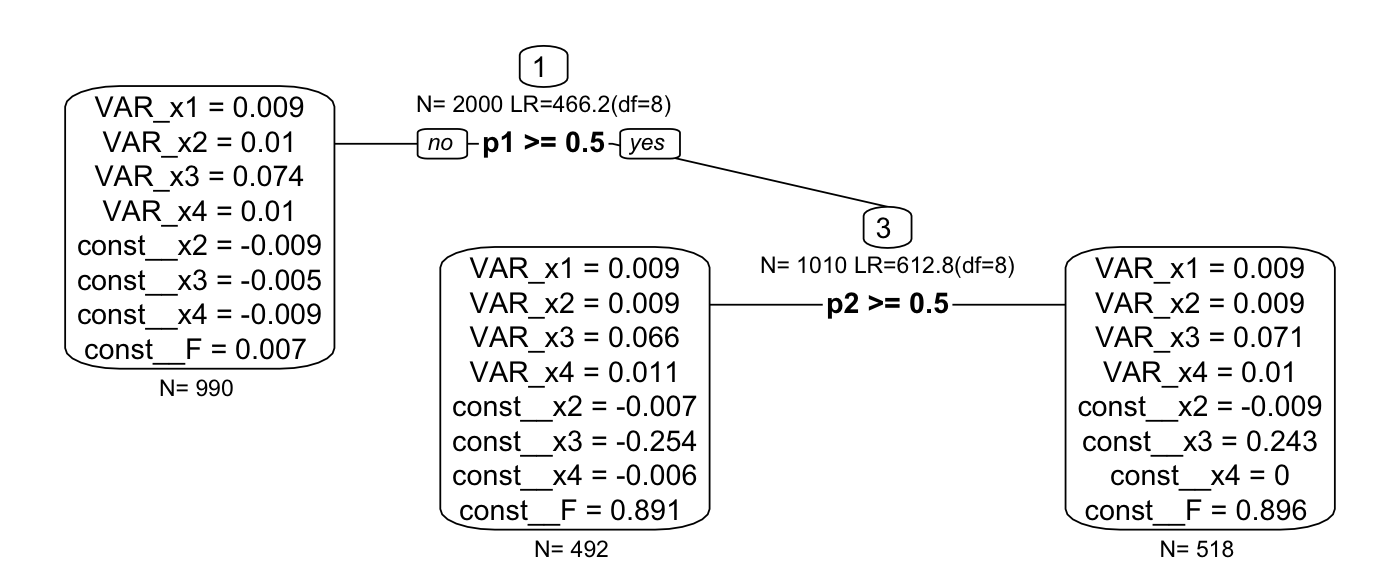 1
N= 2000 LR=466.2(df=8)
no p1 >= 0.5 yes
VAR_x1 = 0.009
VAR_x2 = 0.01
VAR_x3 = 0.074
VAR_x4 = 0.01
const__x2 = -0.009
const__x3 = -0.005
const__x4 = -0.009
const__F = 0.007
N= 990
3
N= 1010 LR=612.8(df=8)
p2 >= 0.5
VAR_x1 = 0.009
VAR_x2 = 0.009
VAR_x3 = 0.066
VAR_x4 = 0.011
const__x2 = -0.007
const__x3 = -0.254
const__x4 = -0.006
const__F = 0.891
N= 492
VAR_x1 = 0.009
VAR_x2 = 0.009
VAR_x3 = 0.071
VAR_x4 = 0.01
const__x2 = -0.009
const__x3 = 0.243
const__x4 = 0
const__F = 0.896
N= 518